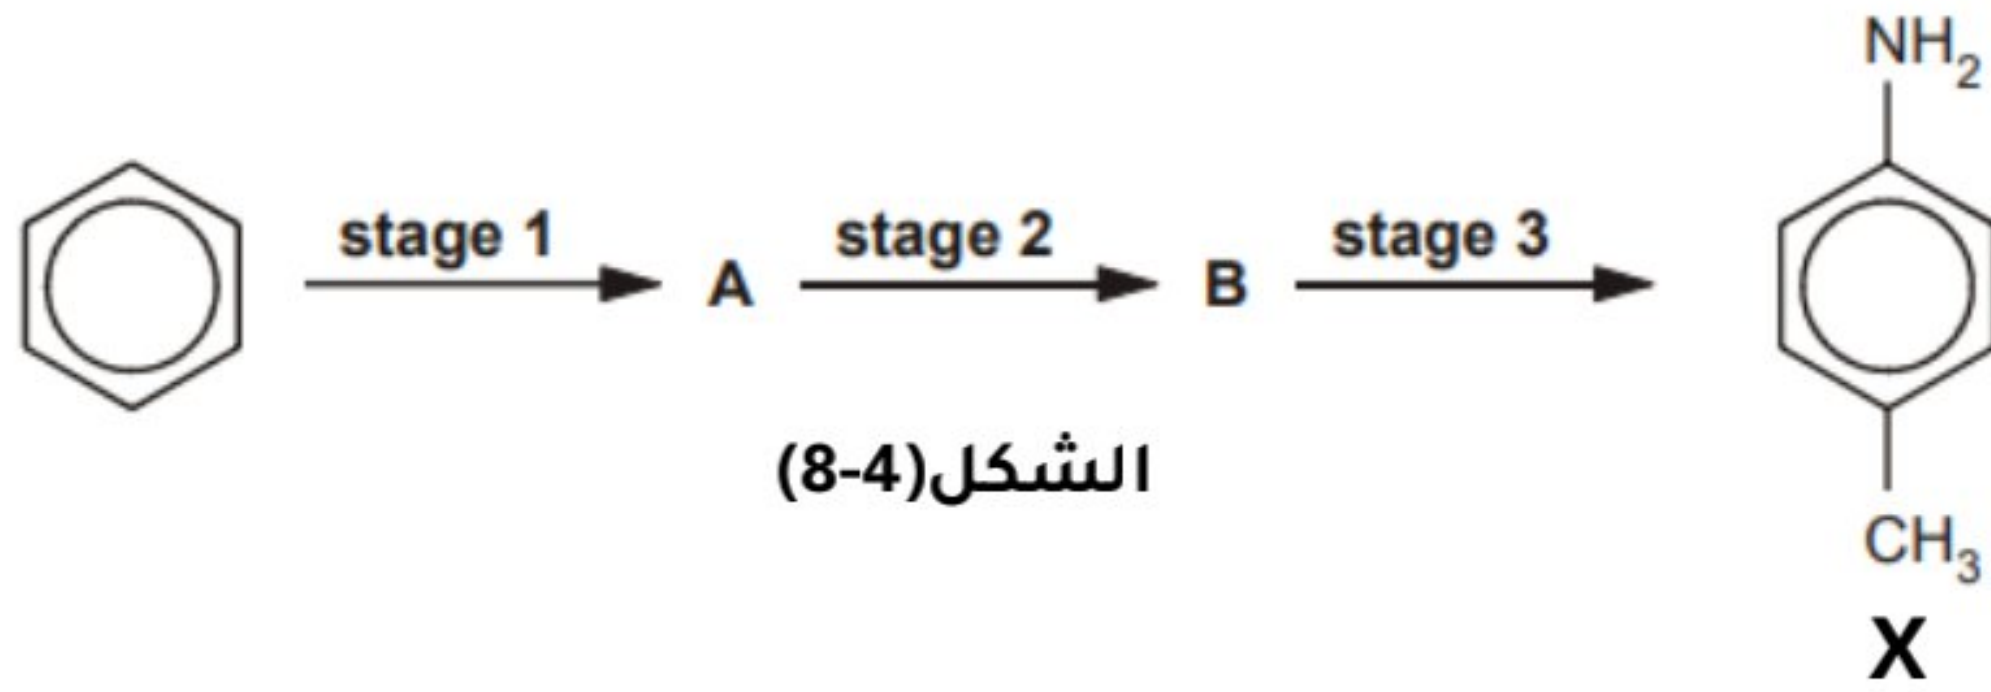 NH2
stage 1
A
stage 2
B
stage 3
الشكل(4-8)
CH3
X